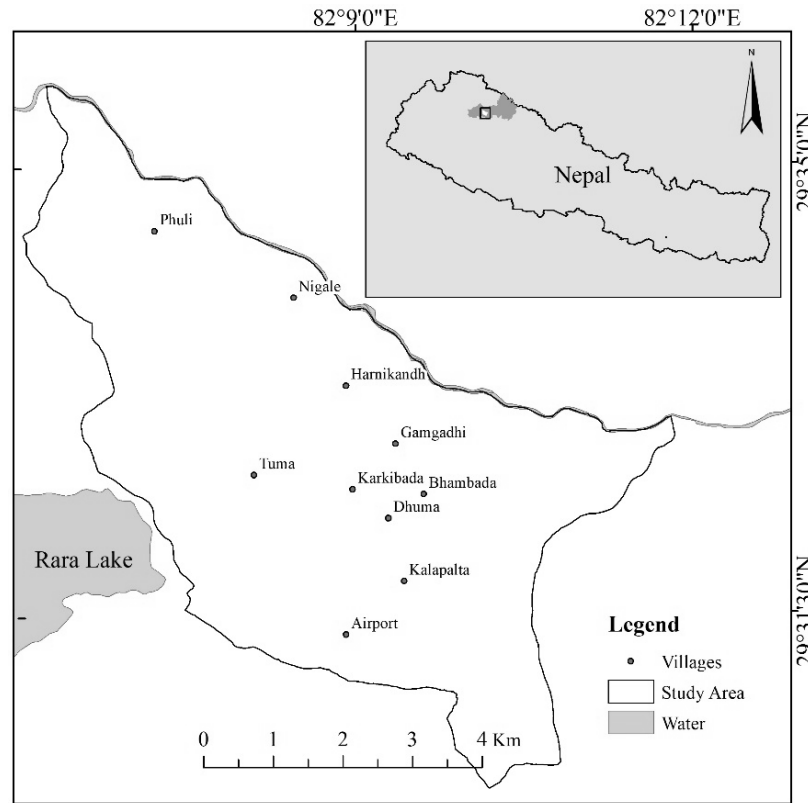 82°9'0"E
82°12'0"E
N
Nepal
29°35'0"N
Phuli
Nigale
Harnikandh
Gamgadhi
Tuma
Karkibada
Bhambada
Dhuma
Rara Lake
Kalapalta
29°31'30"N
Airport
Legend
Villages
Study Area
Water
0 1 2 3 4 Km